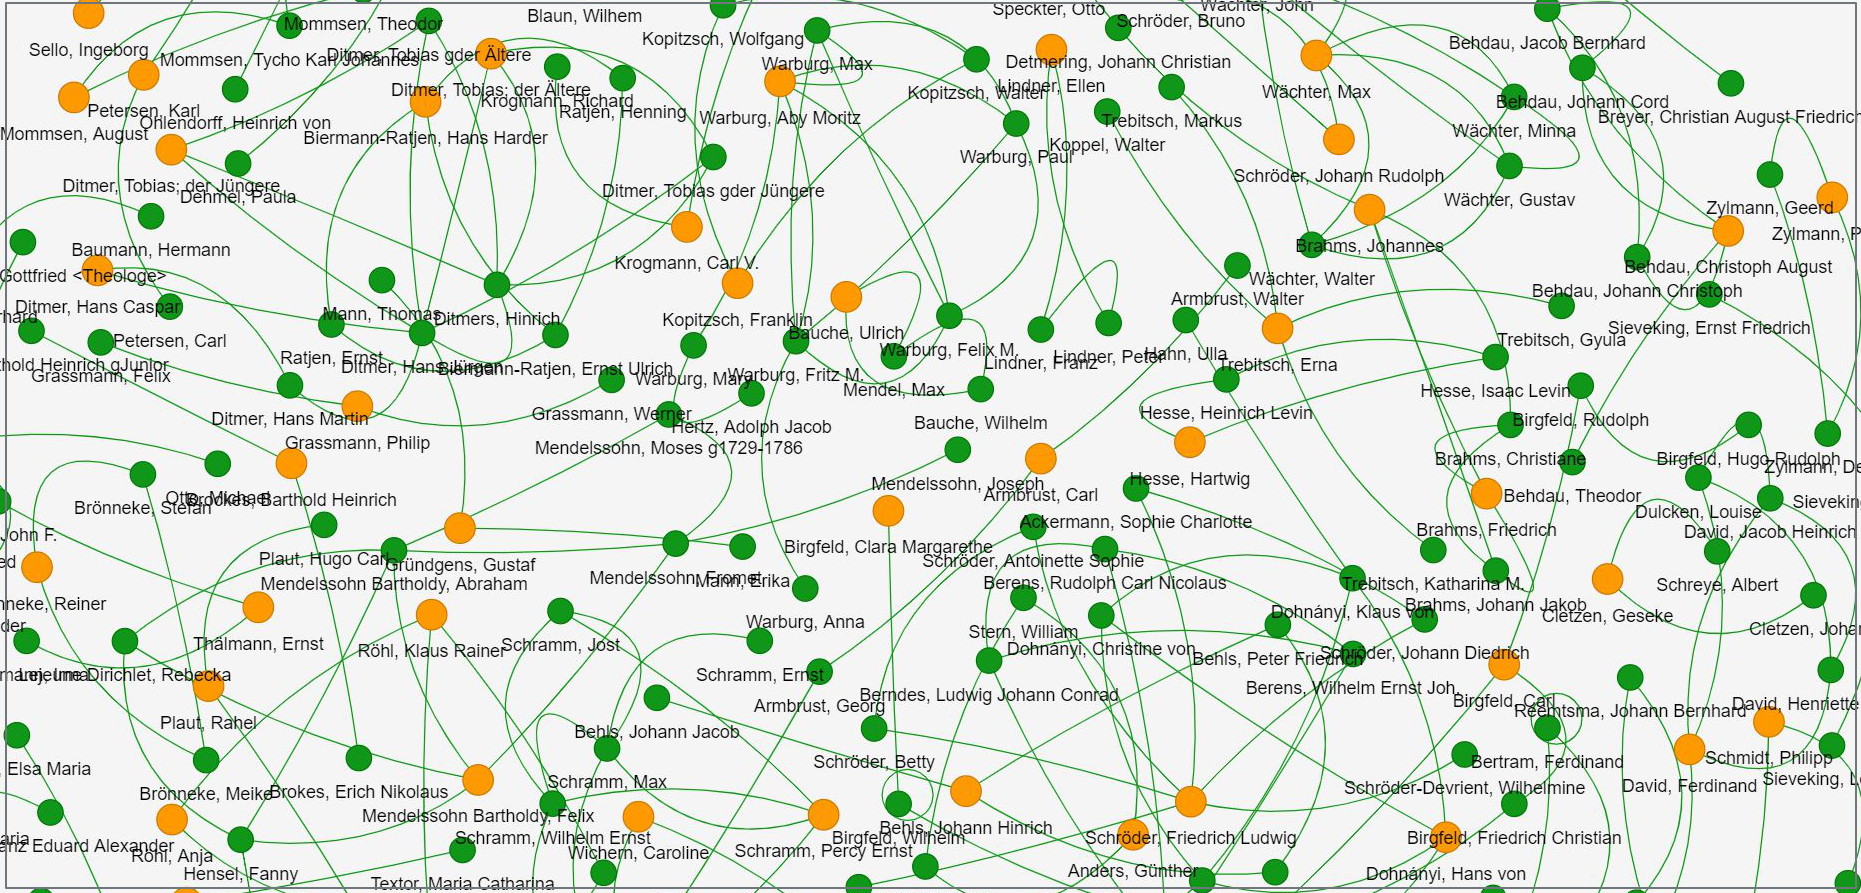 Speckter, Otto
Wächter, John
Blaun, Wilhem
Schröder, Bruno
Mommsen, Theodor
Kopitzsch, Wolfgang
Behdau, Jacob Bernhard
Sello, Ingeborg
Ditmer, Tobias gder Ältere
Mommsen, Tycho Karl Johannes
Warburg, Max
Detmering, Johann Christian
Lindner, Ellen
Ditmer, Tobias; der Ältere
Kopitzsch, Walter
Wächter, Max
Krogmann, Richard
Behdau, Johann Cord
Petersen, Karl
Ratjen, Henning
Warburg, Aby Moritz
Breyer, Christian August Friedrich
Ohlendorff, Heinrich von
Trebitsch, Markus
Mommsen, August
Biermann-Ratjen, Hans Harder
Wächter, Minna
Koppel, Walter
Warburg, Paul
Schröder, Johann Rudolph
Ditmer, Tobias; der Jüngere
Ditmer, Tobias gder Jüngere
Dehmel, Paula
Wächter, Gustav
Zylmann, Geerd
Zylmann, P
Baumann, Hermann
Brahms, Johannes
Krogmann, Carl V.
Gottfried <Theologe>
Behdau, Christoph August
Wächter, Walter
Behdau, Johann Christoph
Armbrust, Walter
Ditmer, Hans Caspar
Mann, Thomas
Ditmers, Hinrich
Kopitzsch, Franklin
Sieveking, Ernst Friedrich
Bauche, Ulrich
Petersen, Carl
Trebitsch, Gyula
Warburg, Felix M.
Ratjen, Ernst
Lindner, Peter
Hahn, Ulla
Lindner, Franz
thold Heinrich gJunior
Ditmer, Hans Jürgen
Biermann-Ratjen, Ernst Ulrich
Trebitsch, Erna
Grassmann, Felix
Warburg, Mary
Warburg, Fritz M.
Mendel, Max
Hesse, Isaac Levin
Grassmann, Werner
Hesse, Heinrich Levin
Ditmer, Hans Martin
Hertz, Adolph Jacob
Bauche, Wilhelm
Birgfeld, Rudolph
Grassmann, Philip
Mendelssohn, Moses g1729-1786
Brahms, Christiane
Birgfeld, Hugo Rudolph
Zylmann, De
Hesse, Hartwig
Mendelssohn, Joseph
Armbrust, Carl
Otto, Michael
Brockes, Barthold Heinrich
Behdau, Theodor
Sieveking
Brönneke, Stefan
Dulcken, Louise
Ackermann, Sophie Charlotte
Brahms, Friedrich
David, Jacob Heinrich
John F.
Birgfeld, Clara Margarethe
Plaut, Hugo Carl
Gründgens, Gustaf
Schröder, Antoinette Sophie
Mendelssohn, Fromet
Mann, Erika
Mendelssohn Bartholdy, Abraham
Berens, Rudolph Carl Nicolaus
Trebitsch, Katharina M.
Schreye, Albert
nneke, Reiner
Dohnányi, Klaus von
Brahms, Johann Jakob
Cletzen, Geseke
Warburg, Anna
Cletzen, Johan
Stern, William
Thälmann, Ernst
Röhl, Klaus Rainer
Schramm, Jost
Dohnányi, Christine von
Behls, Peter Friedrich
Schröder, Johann Diedrich
Lejeune Dirichlet, Rebecka
Schramm, Ernst
Berens, Wilhelm Ernst Joh.
Berndes, Ludwig Johann Conrad
Birgfeld, Carl
Armbrust, Georg
David, Henriette
Reemtsma, Johann Bernhard
Plaut, Rahel
Behls, Johann Jacob
Schmidt, Philipp
Schröder, Betty
Bertram, Ferdinand
, Elsa Maria
Schramm, Max
Sieveking, L
Schröder-Devrient, Wilhelmine
David, Ferdinand
Brönneke, Meike
Brokes, Erich Nikolaus
Mendelssohn Bartholdy, Felix
Behls, Johann Hinrich
Schramm, Wilhelm Ernst
Birgfeld, Wilhelm
Schröder, Friedrich Ludwig
Birgfeld, Friedrich Christian
anz Eduard Alexander
Röhl, Anja
Wichern, Caroline
Schramm, Percy Ernst
Hensel, Fanny
Anders, Günther
Dohnányi, Hans von
Textor, Maria Catharina